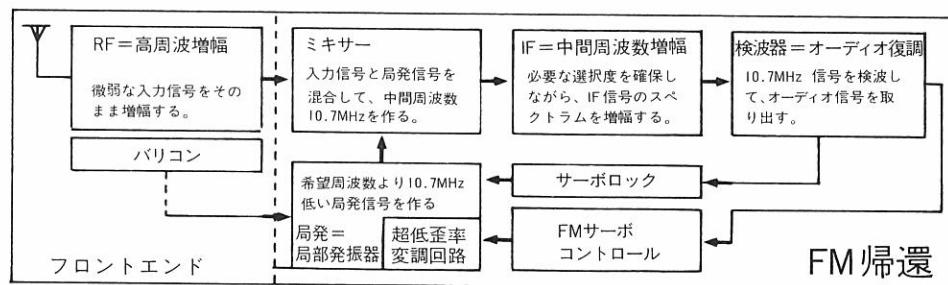 RF＝高周波増幅
微弱な入力信号をその
まま増幅する。
バリコン
フロントエンド
ミキサー
入力信号と局発信号を
混合して、中間周波数
10.7MHzを作る。
希望周波数より10.7MHz
低い局発信号を作る
局発＝
局部発振器
超低歪率
変調回路
IF＝中間周波数増幅
必要な選択度を確保し
ながら、IF信号のスペ
クトラムを増幅する。
サーボロック
FMサーボ
コントロール
検波器＝オーディオ復調
10.7MHz 信号を検波し
て、オーディオ信号を取
り出す。
FM帰還